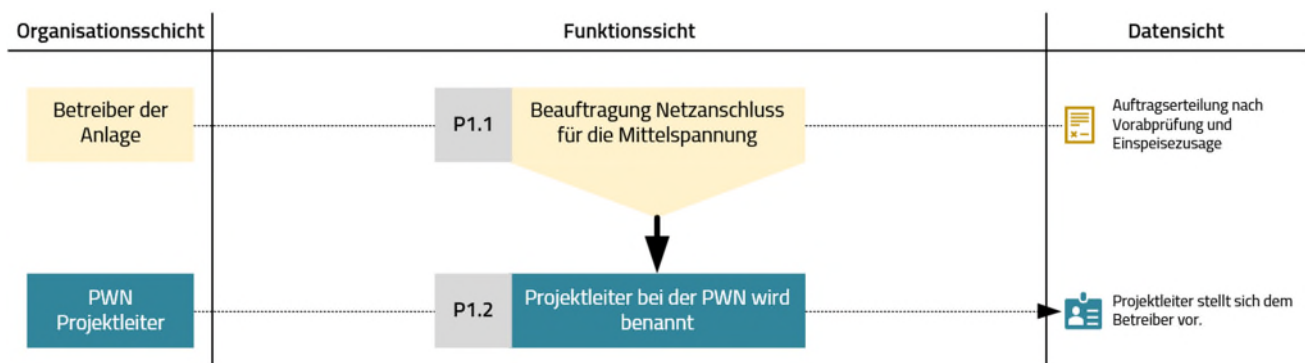 Organisationsschicht
Funktionssicht
Datensicht
Betreiber der
Anlage
P1.1
Beauftragung Netzanschluss
für die Mittelspannung
Auftragserteilung nach
Vorabprüfung und
Einspeisezusage
PWN
Projektleiter
P1.2
Projektleiter bei der PWN wird
benannt
Projektleiter stellt sich dem
Betreiber vor.